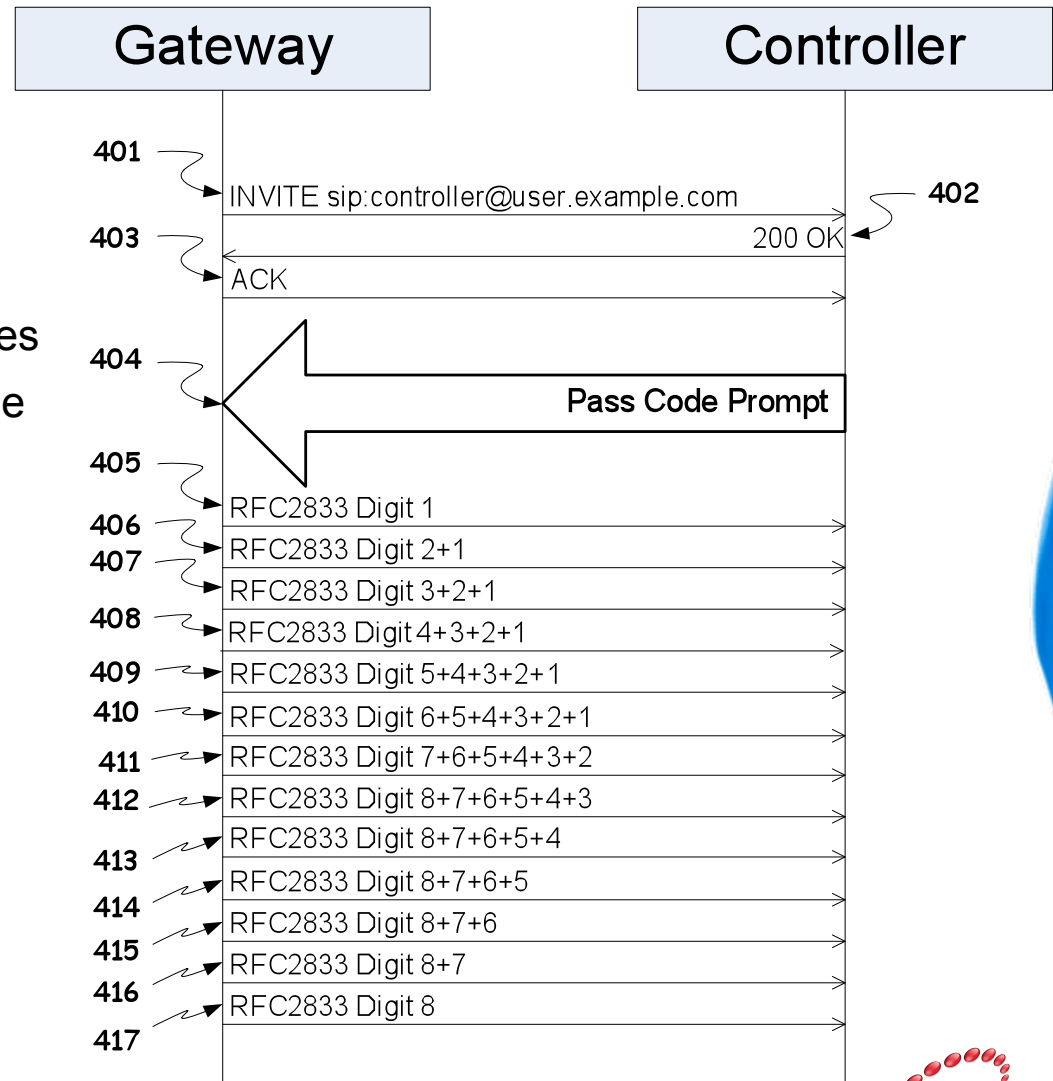 Gateway
Controller
401
INVITE sip:controller@user.example.com
402
403
200 OK
ACK
es
404
e
Pass Code Prompt
405
RFC2833 Digit 1
406
RFC2833 Digit 2+1
407
RFC2833 Digit 3+2+1
408
RFC2833 Digit 4+3+2+1
409
RFC2833 Digit 5+4+3+2+1
410
RFC2833 Digit 6+5+4+3+2+1
411
RFC2833 Digit 7+6+5+4+3+2
412
RFC2833 Digit 8+7+6+5+4+3
413
RFC2833 Digit 8+7+6+5+4
414
RFC2833 Digit 8+7+6+5
415
RFC2833 Digit 8+7+6
416
RFC2833 Digit 8+7
417
RFC2833 Digit 8